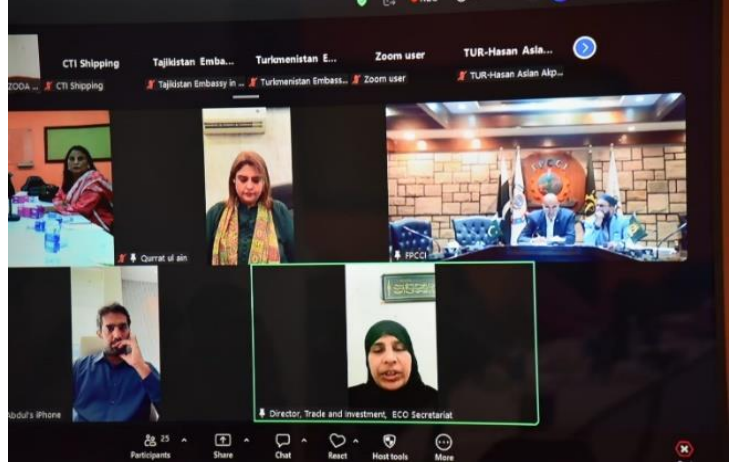 CTI Shipping
Tajikistan Emba...
Turkmenistan E...
Zoom user
TUR-Hasan Asla...
ZODA ...
CTI Shipping
Tajikistan Embassy in ...
Turkmenistan Embass...
Zoom user
TUR-Hasan Aslan Akp...
FPCCI
Qurrat ul ain
FPCCI
Abdul's iPhone
Director, Trade and investment, ECO Secretariat
25
Participants
Share
Chat
React
Host tools
More